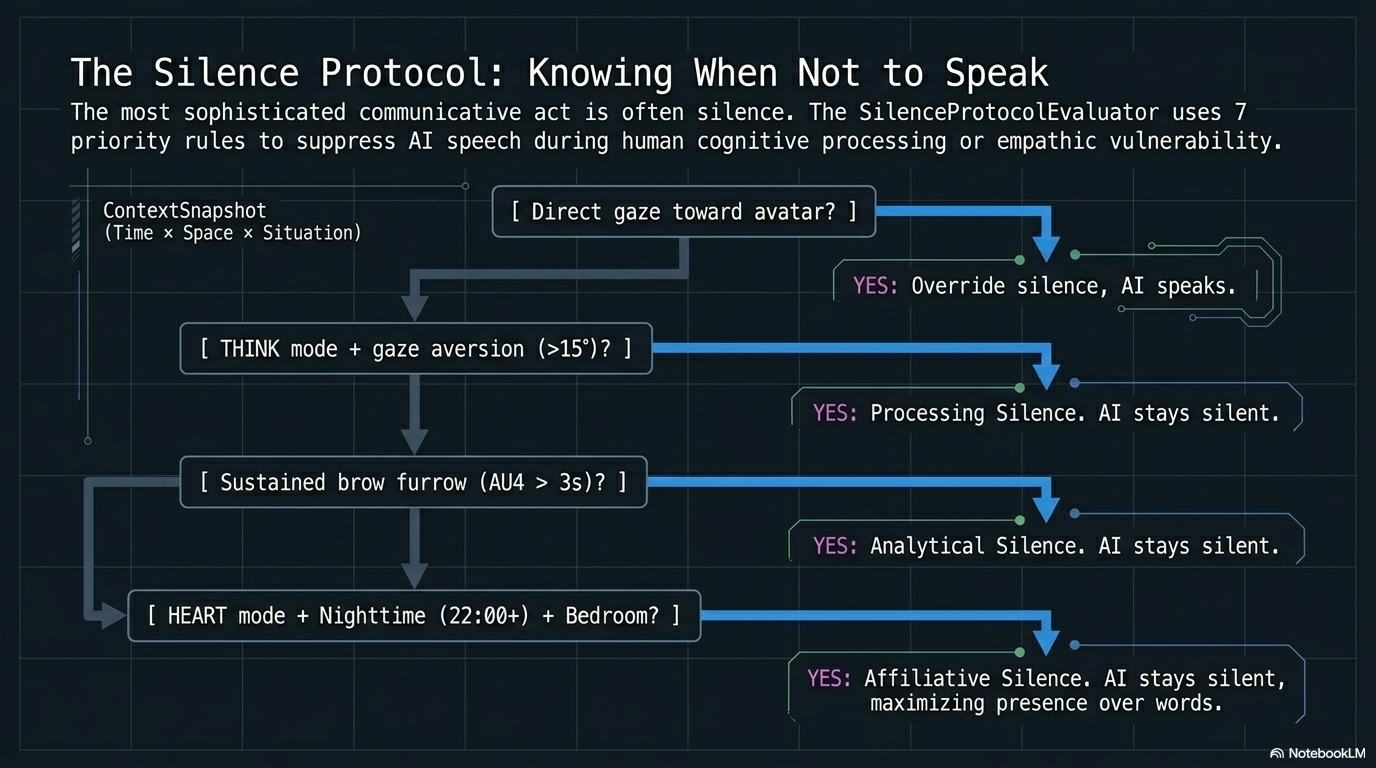 The Silence Protocol: Knowing When Not to Speak
The most sophisticated communicative act is often silence. The SilenceProtocolEvaluator uses 7
priority rules to suppress AI speech during human cognitive processing or empathic vulnerability.
ContextSnapshot
(Time × Space × Situation)
[ Direct gaze toward avatar? ]
YES: Override silence, AI speaks.
[ THINK mode + gaze aversion (>15°)? ]
YES: Processing Silence. AI stays silent.
[ Sustained brow furrow (AU4 > 3s)? ]
YES: Analytical Silence. AI stays silent.
[ HEART mode + Nighttime (22:00+) + Bedroom? ]
YES: Affiliative Silence. AI stays silent,
maximizing presence over words.
NotebookLM